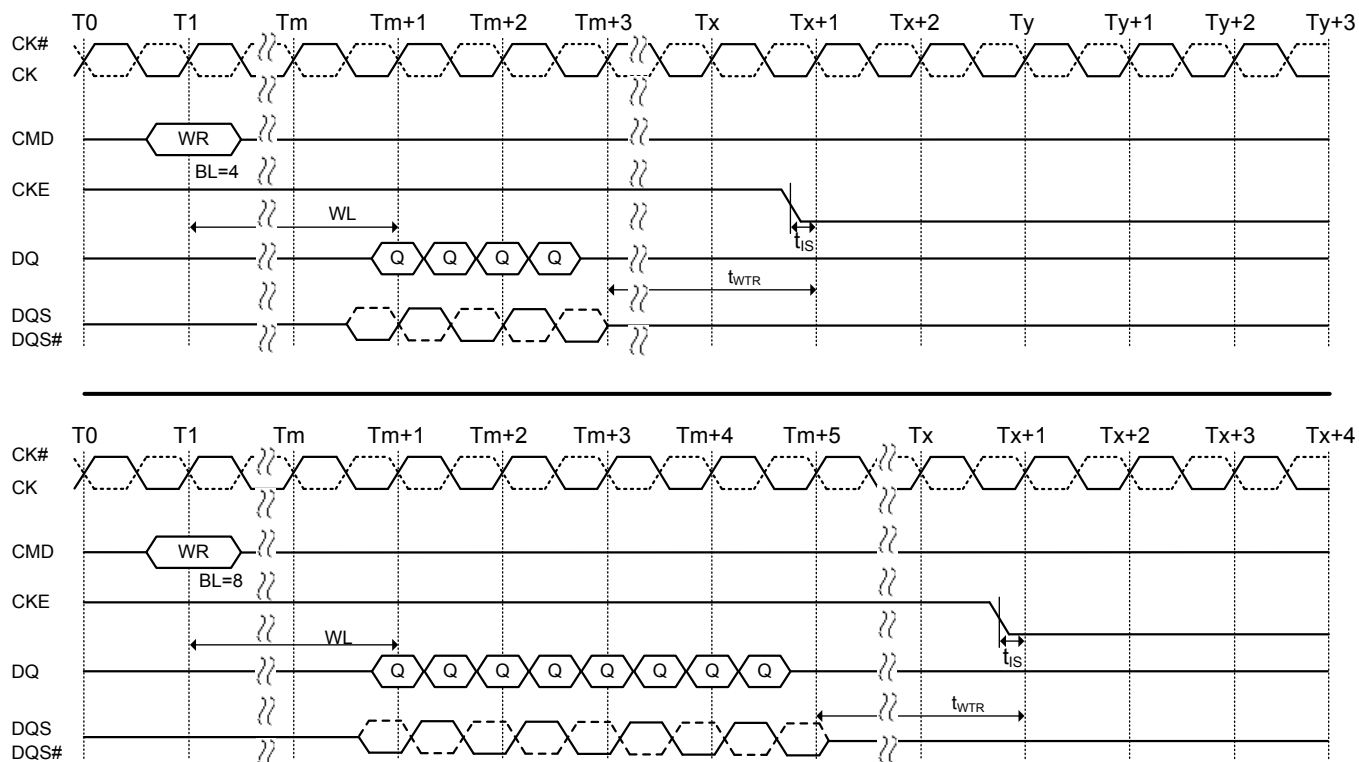 T0 T1 Tm Tm+1 Tm+2 Tm+3 Tx Tx+1 Tx+2 Ty Ty+1 Ty+2 Ty+3
CK#
CK
CMD WR
BL=4
CKE
WL
tIS
DQ Q Q Q Q
tWTR
DQS
DQS#
T0 T1 Tm Tm+1 Tm+2 Tm+3 Tm+4 Tm+5 Tx Tx+1 Tx+2 Tx+3 Tx+4
CK#
CK
CMD WR
BL=8
CKE
WL
tIS
DQ Q Q Q Q Q Q Q Q
tWTR
DQS
DQS#